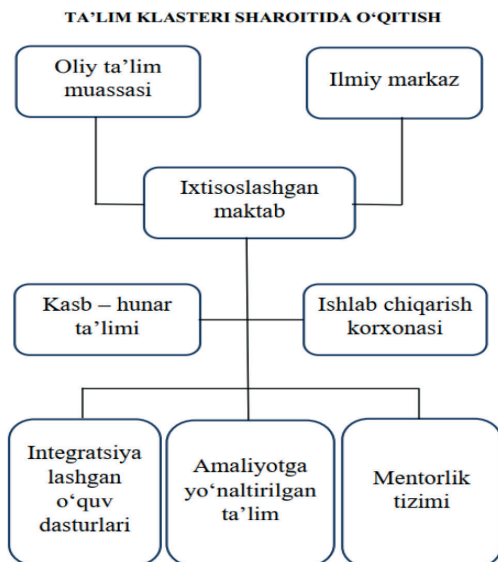 TA’LIM KLASTERI SHAROITIDA O‘QITISH
Oliy ta’lim
muassasi
Ilmiy markaz
Ixtisoslashgan
maktab
Kasb – hunar
ta’limi
Ishlab chiqarish
korxonasi
Integratsiya
lashgan
o’quv
dasturlari
Amaliyotga
yo‘naltirilgan
ta’lim
Mentorlik
tizimi